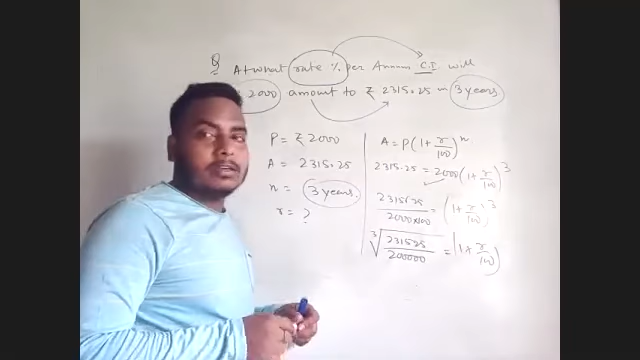 Q At what rate % per Annum C.I. will
2000 amount to ₹ 2315.25 in 3 years
P = ₹ 2000
A = 2315.25
n = 3 years.
r = ?
A = P(1+r/100)^n
2315.25 = 2000(1+r/100)^3
231525/2000×100 = (1+r/100)^3
∛231525/200000 = (1+r/100)